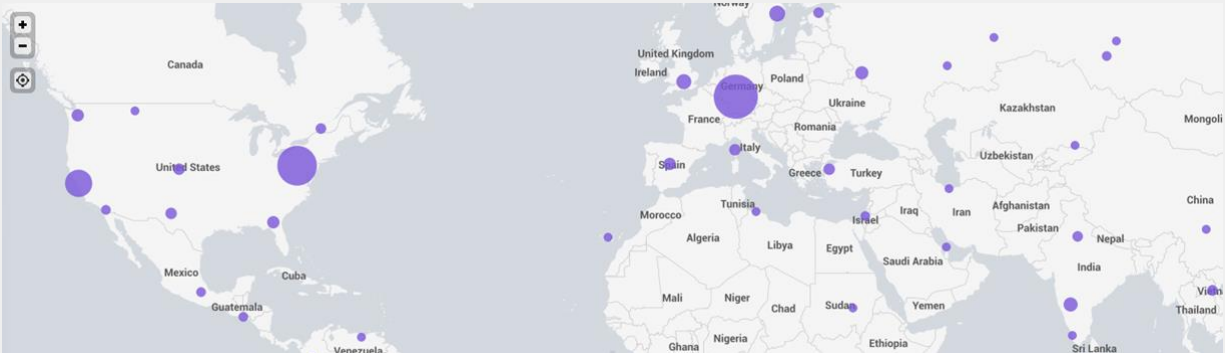 +
−
Norway
Canada
United Kingdom
Ireland
Germany
Poland
Ukraine
Kazakhstan
Mongoli
France
Romania
United States
Spain
Italy
Greece
Turkey
Uzbekistan
China
Morocco
Tunisia
Israel
Iraq
Iran
Afghanistan
Pakistan
Nepal
Algeria
Libya
Egypt
Saudi Arabia
India
Mexico
Cuba
Guatemala
Mali
Niger
Chad
Sudan
Yemen
Vietn
Thailand
Venezuela
Ghana
Nigeria
Ethiopia
Sri Lanka